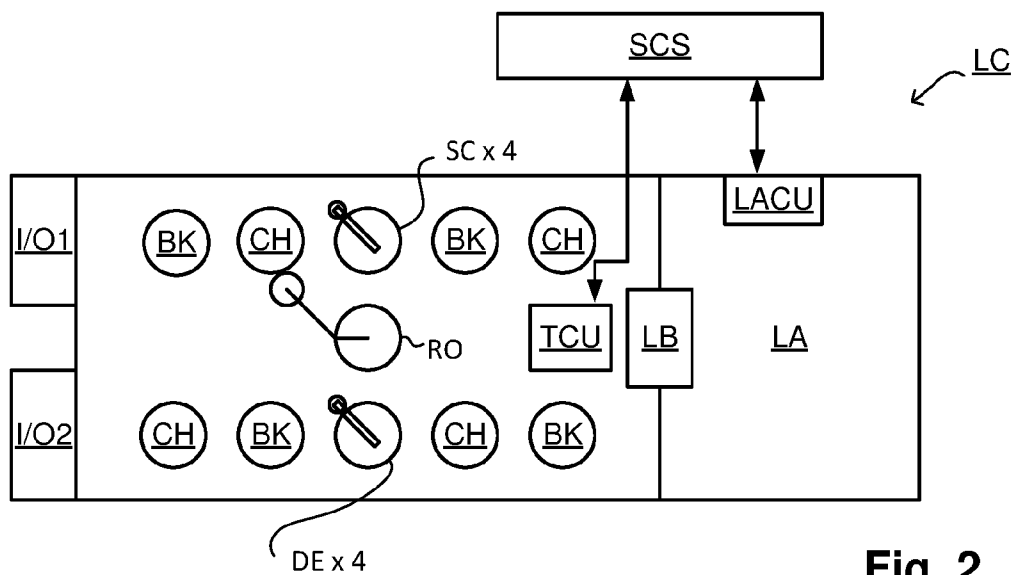 SCS
LC
SC x 4
LACU
I/O1
BK
CH
BK
CH
RO
TCU
LB
LA
I/O2
CH
BK
CH
BK
DE x 4
Fig. 2